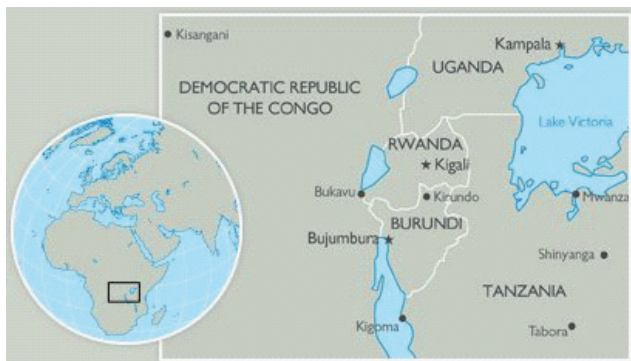 Kisangani
Kampala
UGANDA
DEMOCRATIC REPUBLIC
OF THE CONGO
Lake Victoria
RWANDA
Kigali
Bukavu
Kirundo
Mwanza
BURUNDI
Bujumbura
Shinyanga
TANZANIA
Kigoma
Tabora